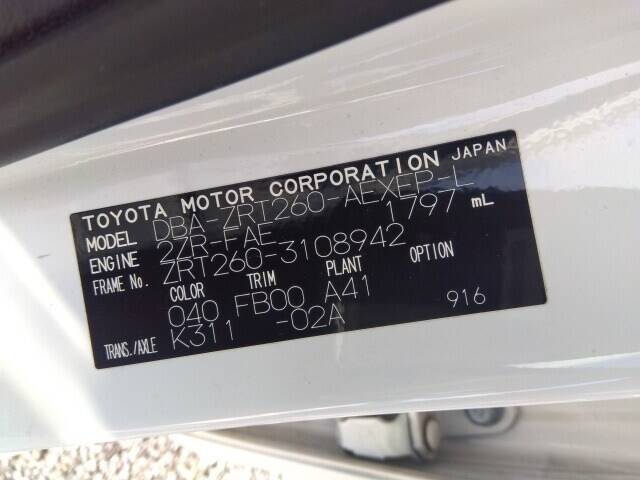 TOYOTA MOTOR CORPORATION JAPAN
MODEL DBA-ZRT260-AEXEP-L
ENGINE 2ZR-FAE 1797 mL
FRAME NO. ZRT260-3108942
COLOR TRIM PLANT OPTION
040 FB00 A41
TRANS./AXLE K311 -02A 916